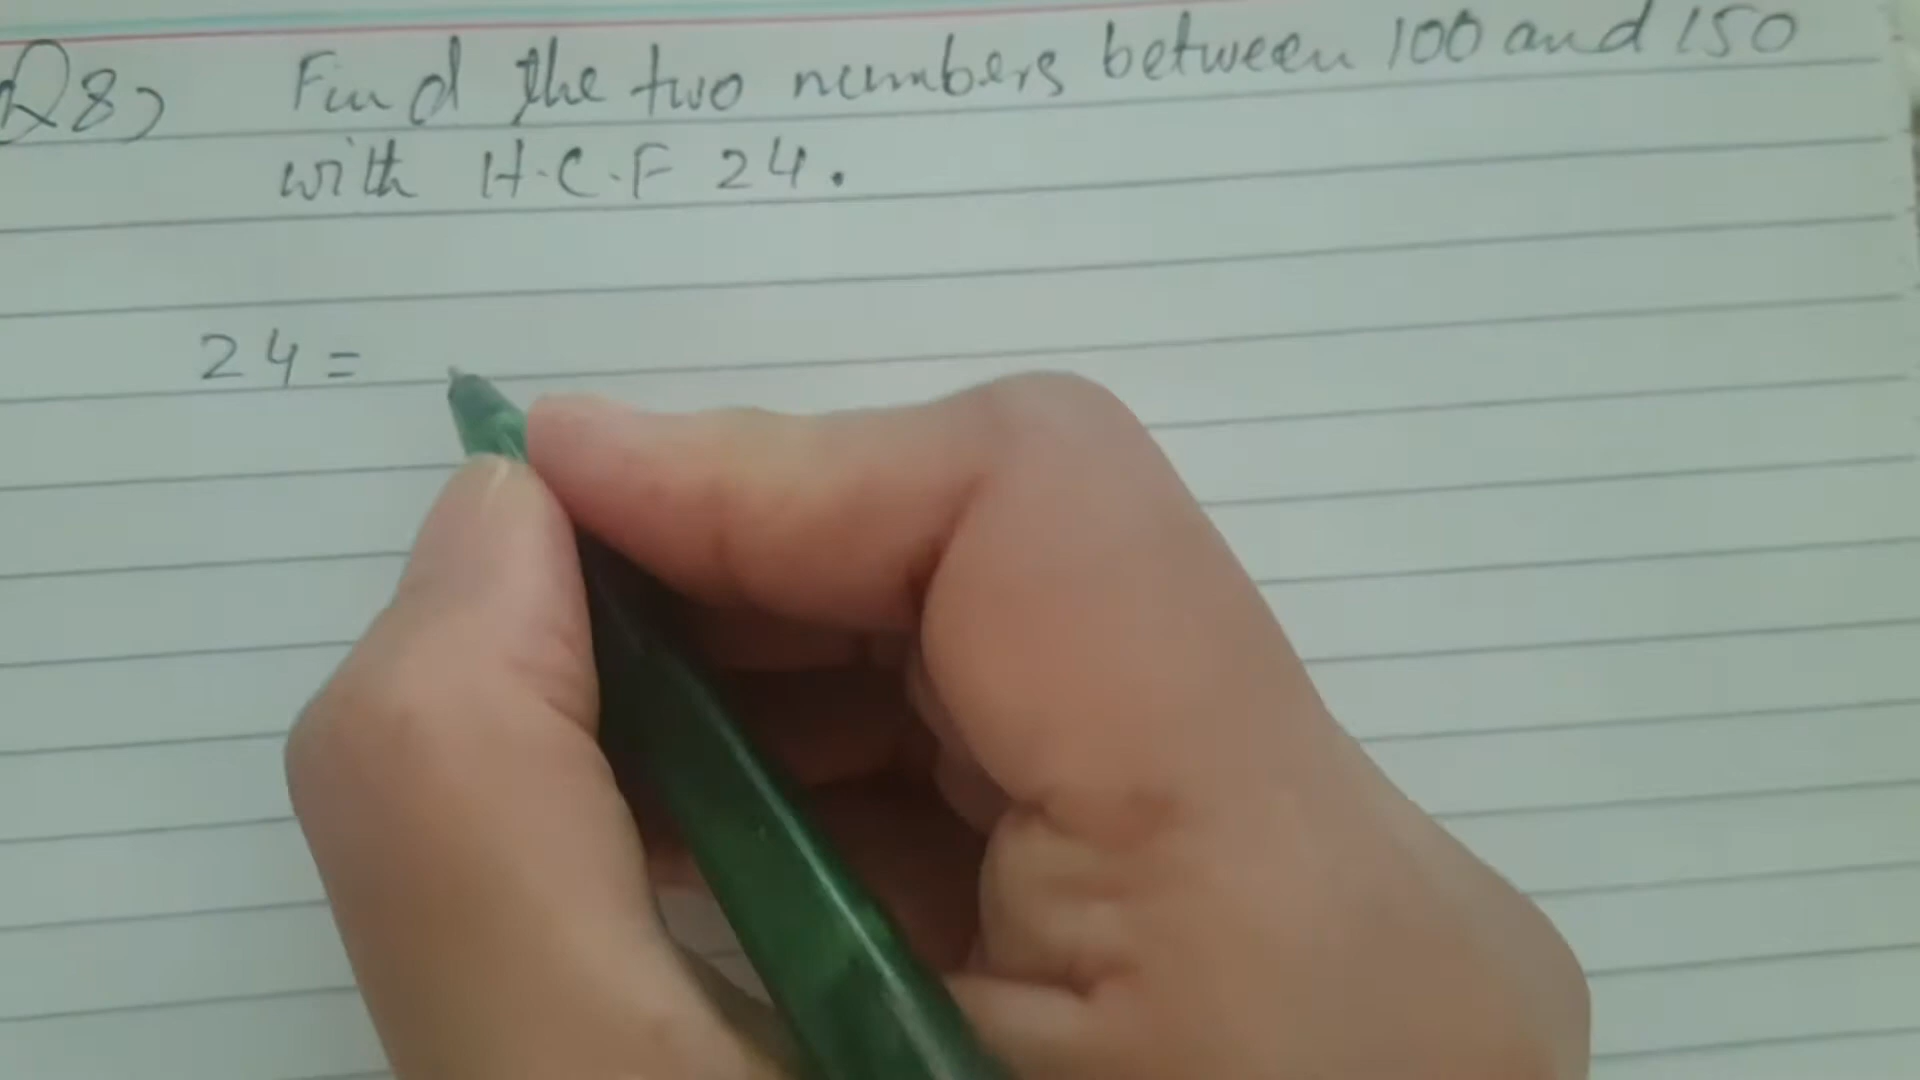 Q8) Find the two numbers between 100 and 150
with H.C.F 24.
24 =